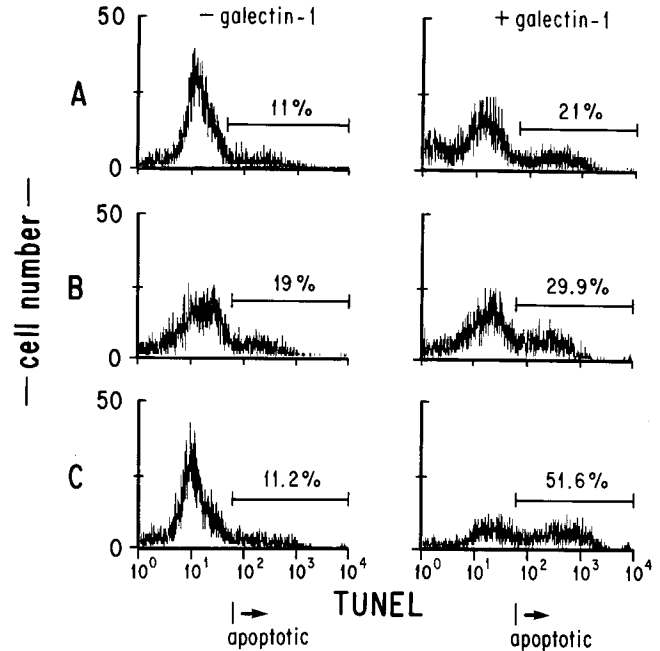 − galectin-1
+ galectin-1
50
A
11%
21%
0
50
B
19%
29.9%
0
— cell number —
50
C
11.2%
51.6%
0
10⁰ 10¹ 10² 10³ 10⁴
10⁰ 10¹ 10² 10³ 10⁴
TUNEL
apoptotic
apoptotic